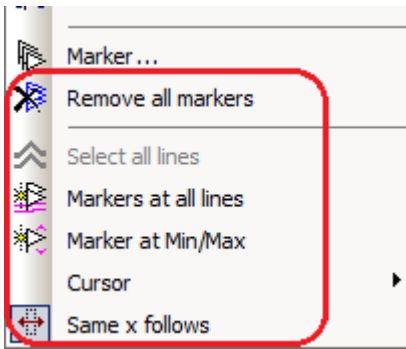 Marker...
Remove all markers
Select all lines
Markers at all lines
Marker at Min/Max
Cursor
Same x follows